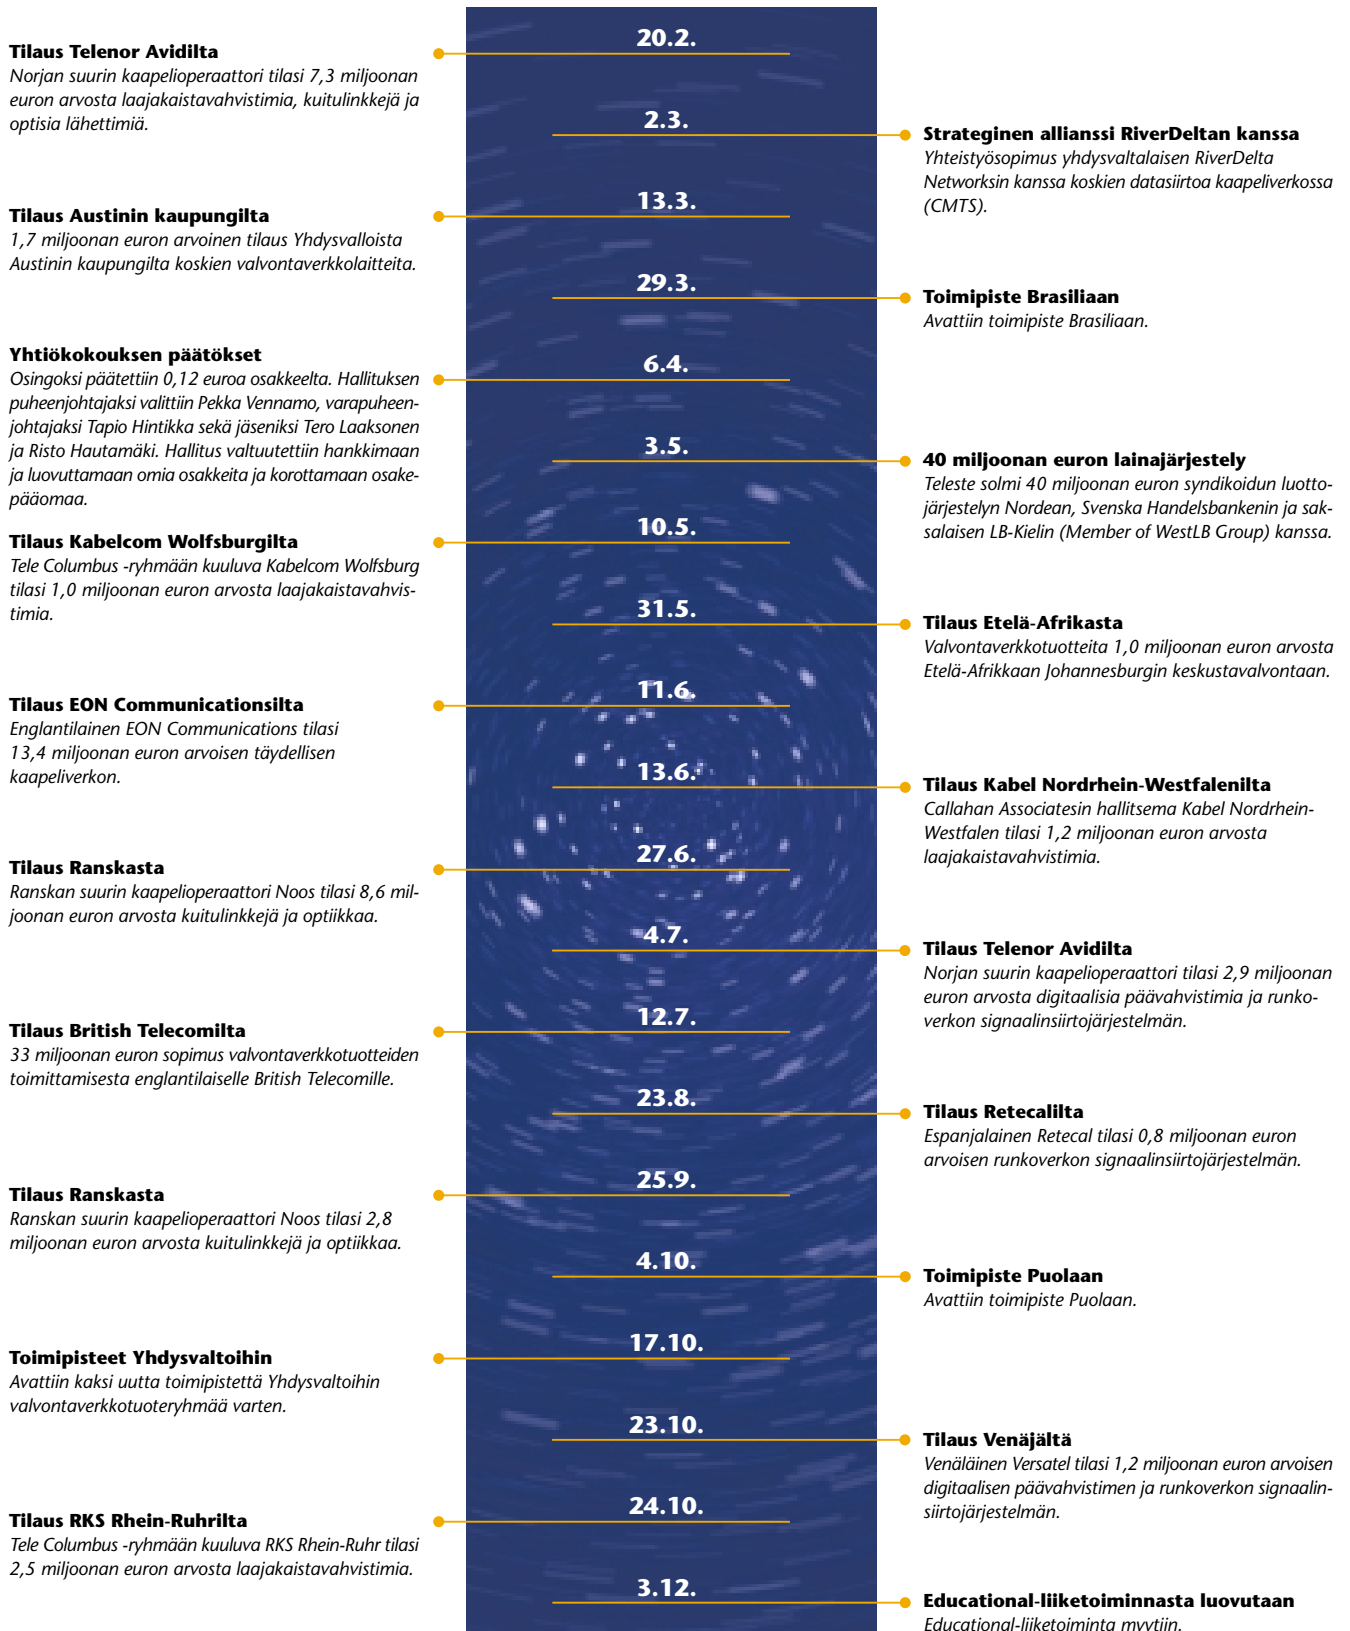 20.2.
Tilaus Telenor Avidilta
Norjan suurin kaapelioperaattori tilasi 7,3 miljoonan
euron arvosta laajakaistavahvistimia, kuitulinkkejä ja
optisia lähettimiä.
2.3.
Strateginen allianssi RiverDeltan kanssa
Yhteistyösopimus yhdysvaltalaisen RiverDelta
Networksin kanssa koskien datasiirtoa kaapeliverkossa
(CMTS).
13.3.
Tilaus Austinin kaupungilta
1,7 miljoonan euron arvoinen tilaus Yhdysvalloista
Austinin kaupungilta koskien valvontaverkkolaitteita.
29.3.
Toimipiste Brasiliaan
Avattiin toimipiste Brasiliaan.
6.4.
Yhtiökokouksen päätökset
Osingoksi päätettiin 0,12 euroa osakkeelta. Hallituksen
puheenjohtajaksi valittiin Pekka Vennamo, varapuheen-
johtajaksi Tapio Hintikka sekä jäseniksi Tero Laaksonen
ja Risto Hautamäki. Hallitus valtuutettiin hankkimaan
ja luovuttamaan omia osakkeita ja korottamaan osake-
pääomaa.
3.5.
40 miljoonan euron lainajärjestely
Teleste solmi 40 miljoonan euron syndikoidun luotto-
järjestelyn Nordean, Svenska Handelsbankenin ja sak-
salaisen LB-Kielin (Member of WestLB Group) kanssa.
10.5.
Tilaus Kabelcom Wolfsburgilta
Tele Columbus -ryhmään kuuluva Kabelcom Wolfsburg
tilasi 1,0 miljoonan euron arvosta laajakaistavahvis-
timia.
31.5.
Tilaus Etelä-Afrikasta
Valvontaverkkotuotteita 1,0 miljoonan euron arvosta
Etelä-Afrikkaan Johannesburgin keskustavalvontaan.
11.6.
Tilaus EON Communicationsilta
Englantilainen EON Communications tilasi
13,4 miljoonan euron arvoisen täydellisen
kaapeliverkon.
13.6.
Tilaus Kabel Nordrhein-Westfalenilta
Callahan Associatesin hallitsema Kabel Nordrhein-
Westfalen tilasi 1,2 miljoonan euron arvosta
laajakaistavahvistimia.
27.6.
Tilaus Ranskasta
Ranskan suurin kaapelioperaattori Noos tilasi 8,6 mil-
joonan euron arvosta kuitulinkkejä ja optiikkaa.
4.7.
Tilaus Telenor Avidilta
Norjan suurin kaapelioperaattori tilasi 2,9 miljoonan
euron arvosta digitaalisia päävahvistimia ja runko-
verkon signaalinsiirtojärjestelmän.
12.7.
Tilaus British Telecomilta
33 miljoonan euron sopimus valvontaverkkotuotteiden
toimittamisesta englantilaiselle British Telecomille.
23.8.
Tilaus Retecalilta
Espanjalainen Retecal tilasi 0,8 miljoonan euron
arvoisen runkoverkon signaalinsiirtojärjestelmän.
25.9.
Tilaus Ranskasta
Ranskan suurin kaapelioperaattori Noos tilasi 2,8
miljoonan euron arvosta kuitulinkkejä ja optiikkaa.
4.10.
Toimipiste Puolaan
Avattiin toimipiste Puolaan.
17.10.
Toimipisteet Yhdysvaltoihin
Avattiin kaksi uutta toimipistettä Yhdysvaltoihin
valvontaverkkotuoteryhmää varten.
23.10.
Tilaus Venäjältä
Venäläinen Versatel tilasi 1,2 miljoonan euron arvoisen
digitaalisen päävahvistimen ja runkoverkon signaalin-
siirtojärjestelmän.
24.10.
Tilaus RKS Rhein-Ruhrilta
Tele Columbus -ryhmään kuuluva RKS Rhein-Ruhr tilasi
2,5 miljoonan euron arvosta laajakaistavahvistimia.
3.12.
Educational-liiketoiminnasta luovutaan
Educational-liiketoiminta myytiin.